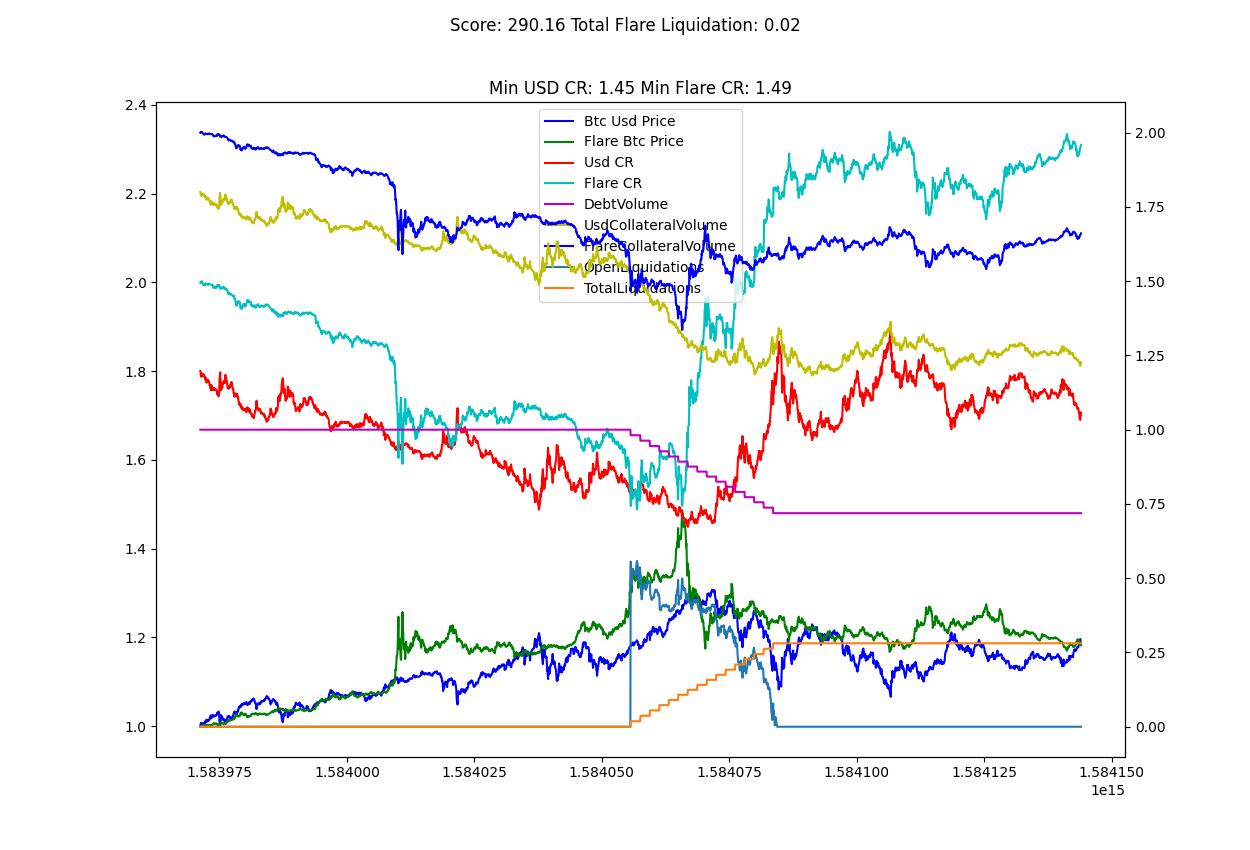 Score: 290.16 Total Flare Liquidation: 0.02
Min USD CR: 1.45 Min Flare CR: 1.49
Btc Usd Price
Flare Btc Price
Usd CR
Flare CR
DebtVolume
UsdCollateralVolume
FlareCollateralVolume
OpenLiquidations
TotalLiquidations
2.4
2.2
2.0
1.8
1.6
1.4
1.2
1.0
2.00
1.75
1.50
1.25
1.00
0.75
0.50
0.25
0.00
1.583975 1.584000 1.584025 1.584050 1.584075 1.584100 1.584125 1.584150
1e15